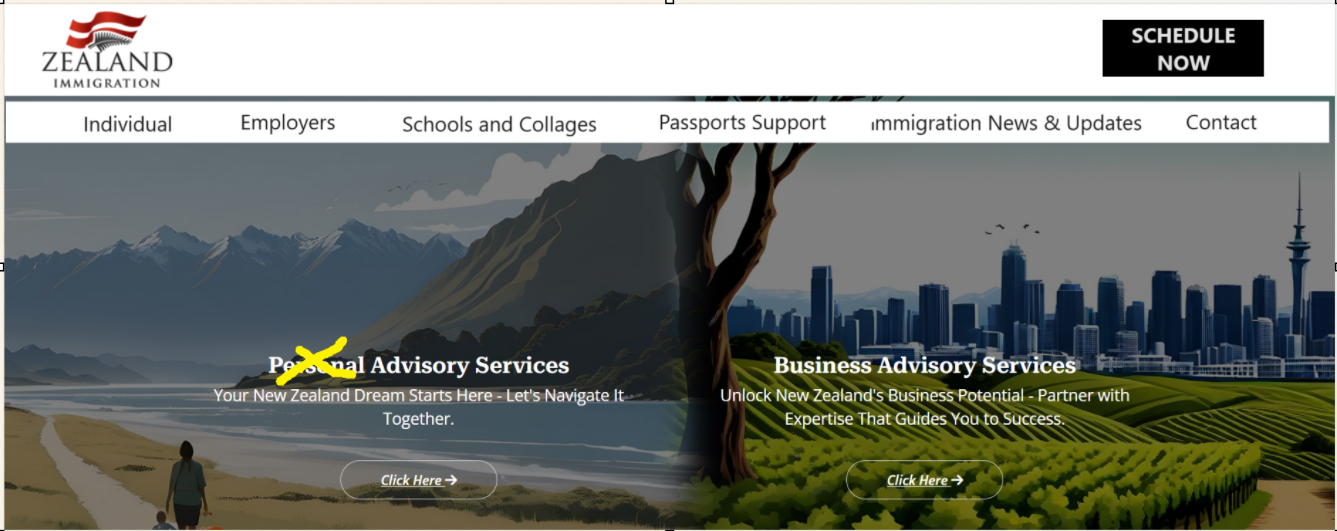 ZEALAND
IMMIGRATION
SCHEDULE
NOW
Individual
Employers
Schools and Collages
Passports Support
Immigration News & Updates
Contact
Personal Advisory Services
Your New Zealand Dream Starts Here - Let's Navigate It
Together.
Click Here
Business Advisory Services
Unlock New Zealand's Business Potential - Partner with
Expertise That Guides You to Success.
Click Here